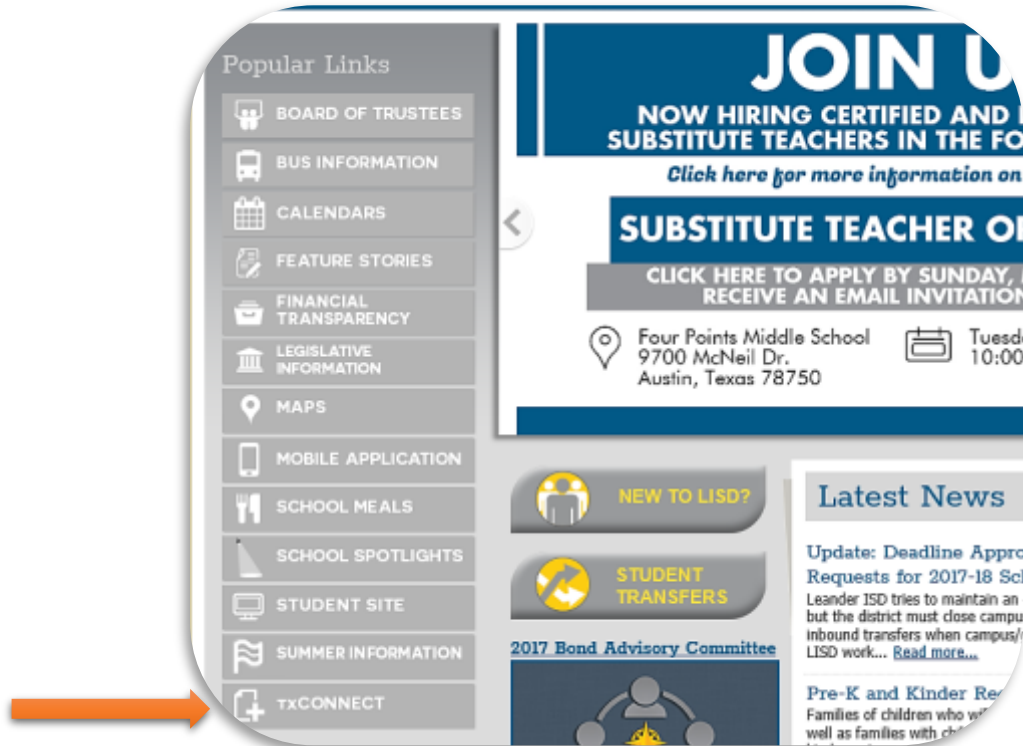 Popular Links
BOARD OF TRUSTEES
BUS INFORMATION
CALENDARS
FEATURE STORIES
FINANCIAL
TRANSPARENCY
LEGISLATIVE
INFORMATION
MAPS
MOBILE APPLICATION
SCHOOL MEALS
SCHOOL SPOTLIGHTS
STUDENT SITE
SUMMER INFORMATION
TxCONNECT
JOIN
NOW HIRING CERTIFIED AND
SUBSTITUTE TEACHERS IN THE
Click here for more information on
SUBSTITUTE TEACHER
CLICK HERE TO APPLY BY SUNDAY,
RECEIVE AN EMAIL INVITATION
Four Points Middle School
9700 McNeil Dr.
Austin, Texas 78750
10:00
NEW TO LISD?
STUDENT
TRANSFERS
2017 Bond Advisory Committee
Latest News
Update: Deadline
Requests for 2017-18
Leander ISD tries to maintain an
but the district must close
inbound transfers when campus/
LISD work... Read more...
Pre-K and Kinder
Families of children who
well as families with